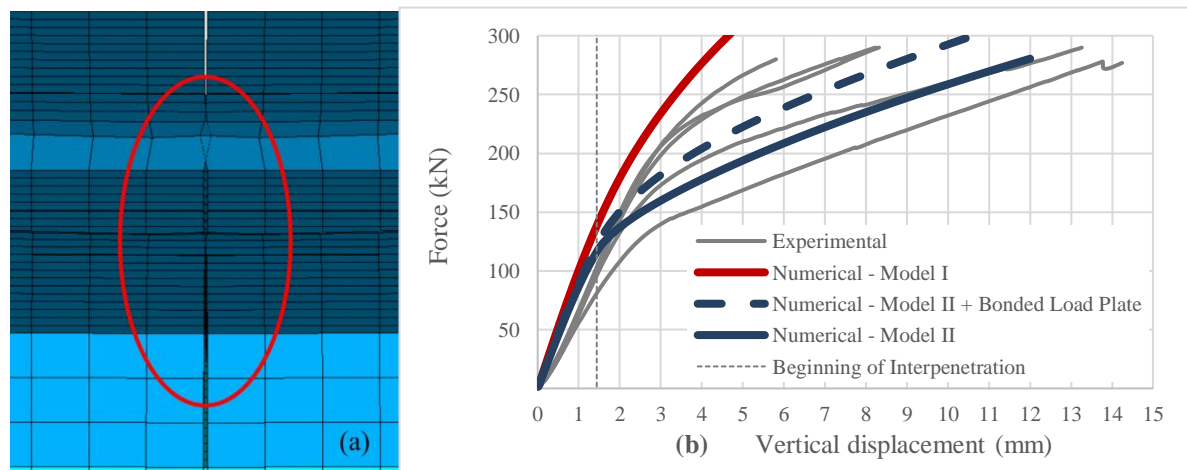 (a)
Force (kN)
300
250
200
150
100
50
Experimental
Numerical - Model I
Numerical - Model II + Bonded Load Plate
Numerical - Model II
Beginning of Interpenetration
0 1 2 3 4 5 6 7 8 9 10 11 12 13 14 15
(b) Vertical displacement (mm)